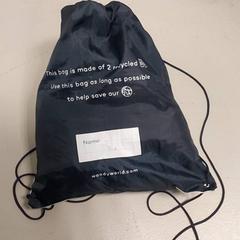 This bag is made of 2 recycled
Use this bag as long as possible
to help save our
Name: